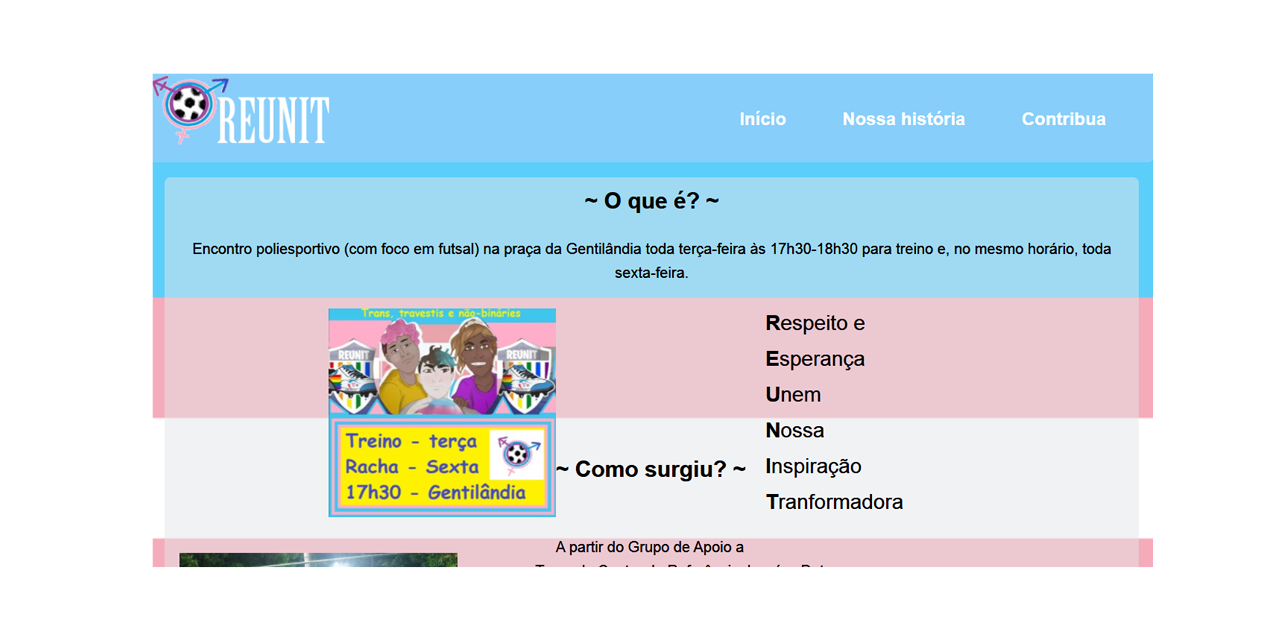 REUNIT
Início
Nossa história
Contribua
~ O que é? ~
Encontro poliesportivo (com foco em futsal) na praça da Gentilândia toda terça-feira às 17h30-18h30 para treino e, no mesmo horário, toda
sexta-feira.
Trans, travestis e não-bináries
REUNIT
REUNIT
Treino - terça
Racha - Sexta
17h30 - Gentilândia
Respeito e
Esperança
Unem
Nossa
Inspiração
Tranformadora
~ Como surgiu? ~
A partir do Grupo de Apoio a